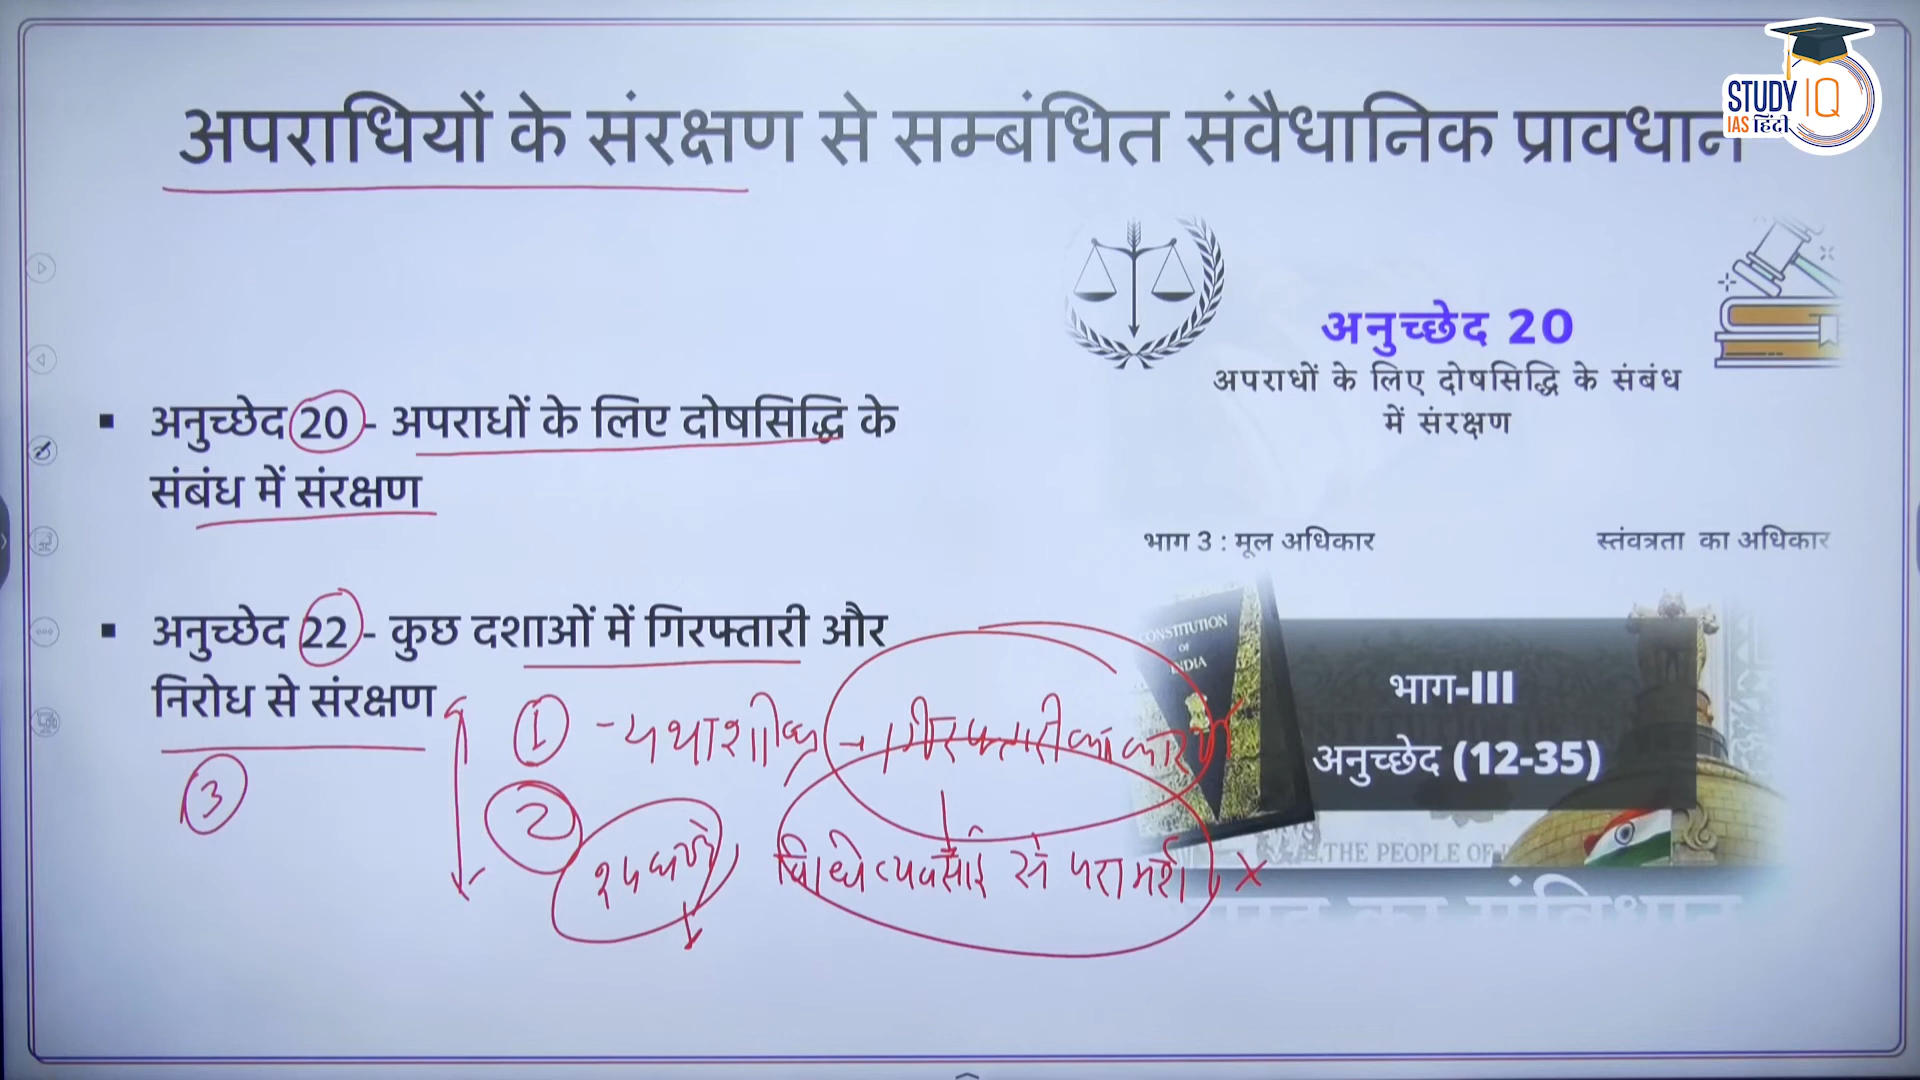 अपराधियों के संरक्षण से सम्बंधित संवैधानिक प्रावधान
STUDY IQ
IAS हिंदी
अनुच्छेद 20
अपराधों के लिए दोषसिद्धि के संबंध
में संरक्षण
▪ अनुच्छेद 20 - अपराधों के लिए दोषसिद्धि के
संबंध में संरक्षण
भाग 3 : मूल अधिकार
स्तंवत्रता का अधिकार
▪ अनुच्छेद 22 - कुछ दशाओं में गिरफ्तारी और
निरोध से संरक्षण
CONSTITUTION
OF
INDIA
भाग-III
अनुच्छेद (12-35)
THE PEOPLE OF
1 - यथाशीघ्र → गिरफ्तारी का कारण
2
3
विधि व्यवसाई से परामर्श ×